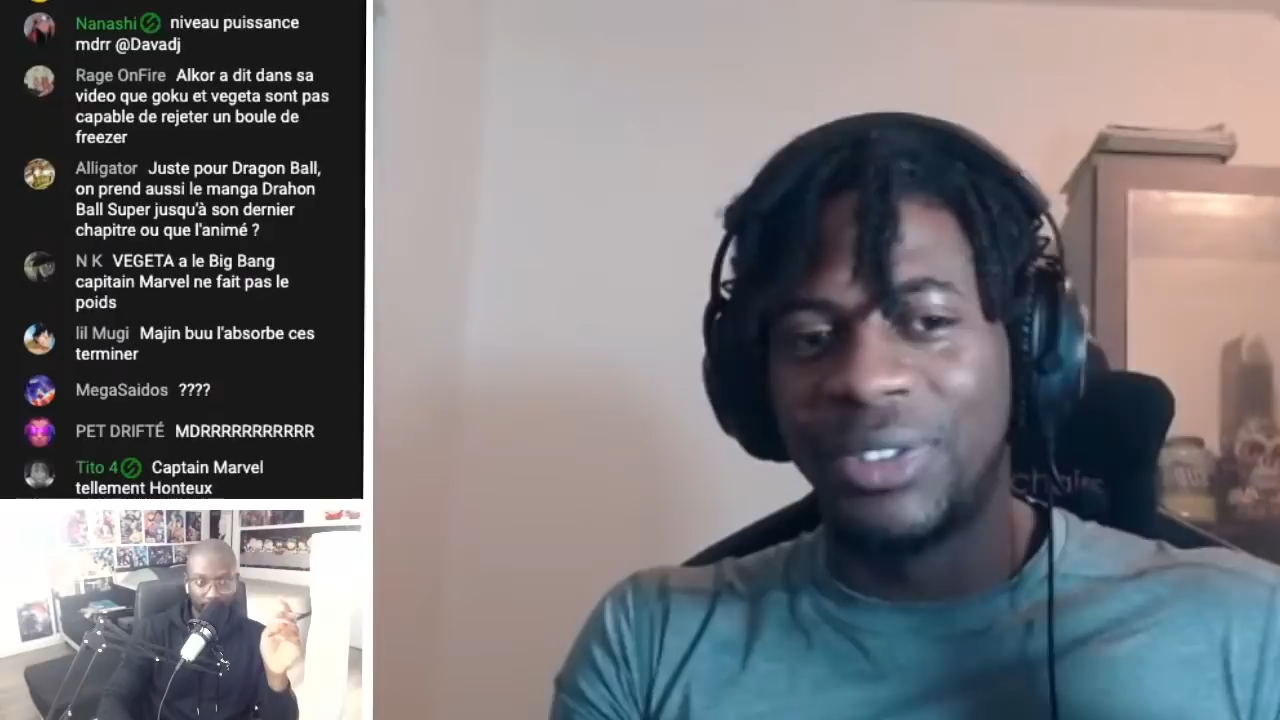 Nanashi niveau puissance
mdrr @Davadj
Rage OnFire Alkor a dit dans sa
video que goku et vegeta sont pas
capable de rejeter un boule de
freezer
Alligator Juste pour Dragon Ball,
on prend aussi le manga Drahon
Ball Super jusqu'à son dernier
chapitre ou que l'animé ?
N K VEGETA a le Big Bang
capitain Marvel ne fait pas le
poids
lil Mugi Majin buu l'absorbe ces
terminer
MegaSaidos ????
PET DRIFTÉ MDRRRRRRRRRR
Tito 4 Captain Marvel
tellement Honteux